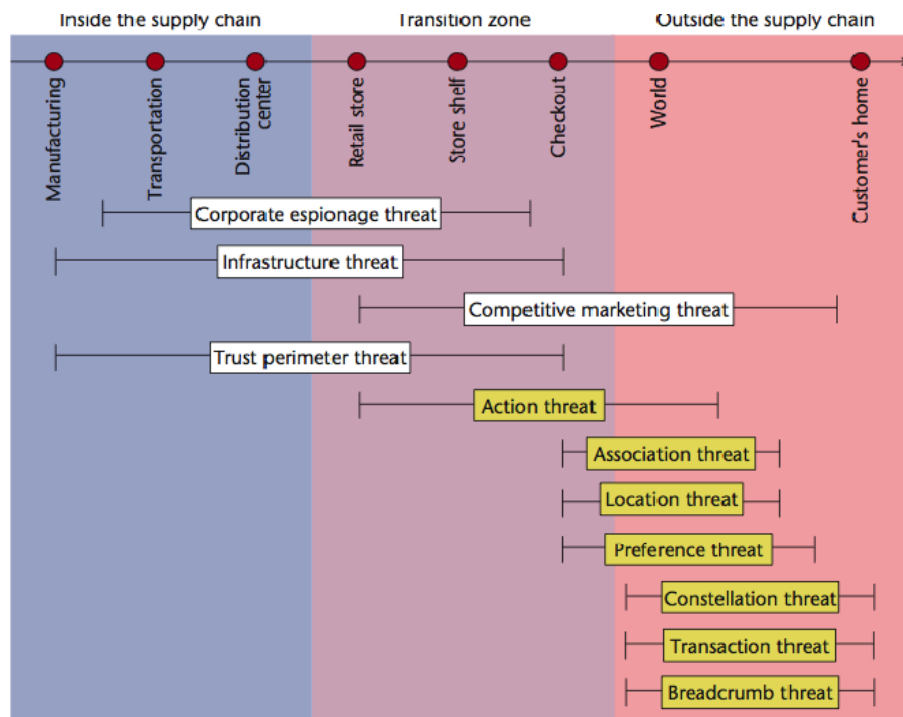 Inside the supply chain
Transition zone
Outside the supply chain
Manufacturing
Transportation
Distribution
center
Retail store
Store shelf
Checkout
World
Customer's home
Corporate espionage threat
Infrastructure threat
Competitive marketing threat
Trust perimeter threat
Action threat
Association threat
Location threat
Preference threat
Constellation threat
Transaction threat
Breadcrumb threat